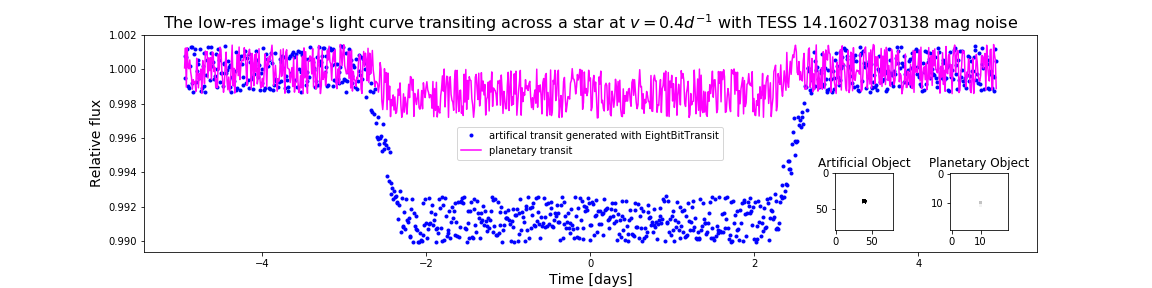 The low-res image's light curve transiting across a star at v = 0.4d⁻¹ with TESS 14.1602703138 mag noise
1.002
1.000
0.998
0.996
0.994
0.992
0.990
Relative flux
artifical transit generated with EightBitTransit
planetary transit
Artificial Object
0
50
0
50
Planetary Object
0
10
0
10
−4
−2
0
2
4
Time [days]